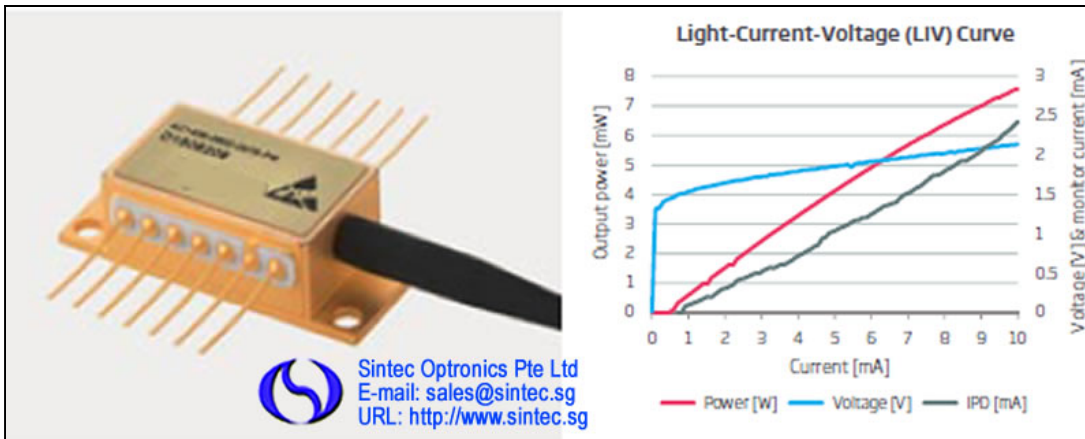 Sintec Optronics Pte Ltd
E-mail: sales@sintec.sg
URL: http://www.sintec.sg
Light-Current-Voltage (LIV) Curve
Output power [mW]
8
7
6
5
4
3
2
1
0
3
2.5
2
1.5
1
0.5
0
Voltage [V] & monitor current [mA]
0 1 2 3 4 5 6 7 8 9 10
Current [mA]
Power [W] Voltage [V] IPD [mA]